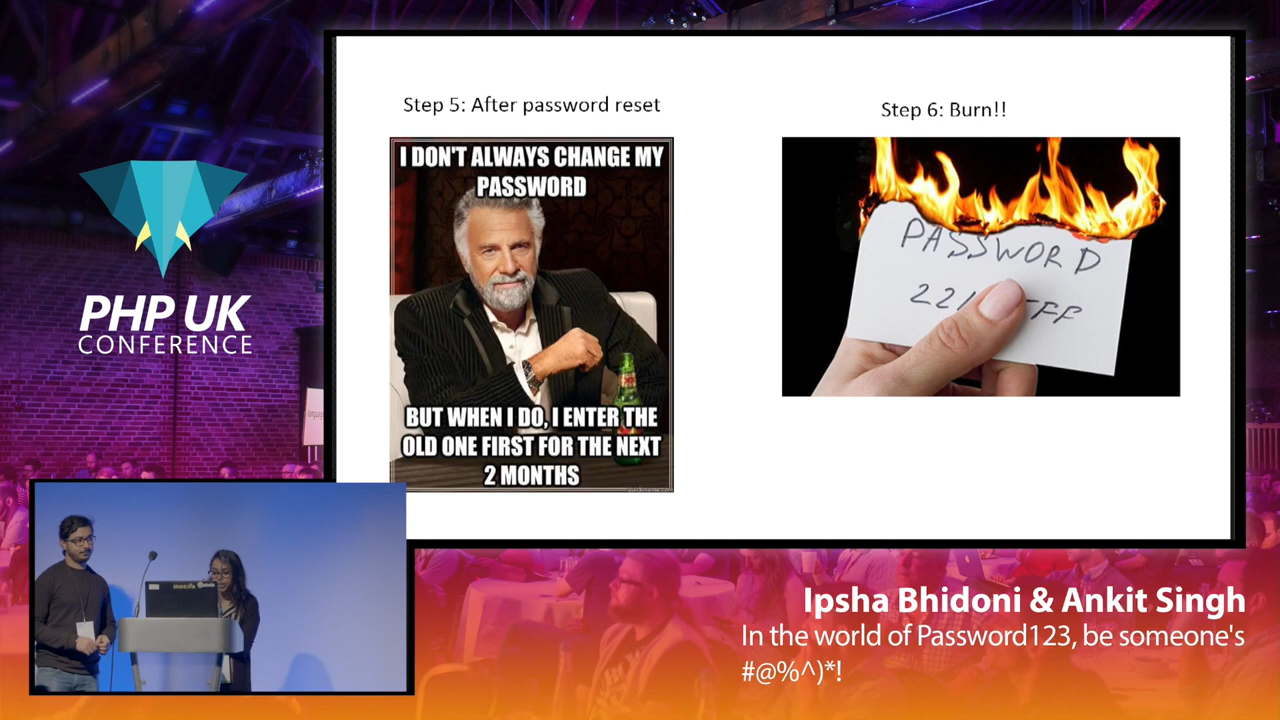 Step 5: After password reset
I DON'T ALWAYS CHANGE MY
PASSWORD
BUT WHEN I DO, I ENTER THE
OLD ONE FIRST FOR THE NEXT
2 MONTHS
Step 6: Burn!!
PASSWORD
PHP UK
CONFERENCE
mozilla
Ipsha Bhidoni & Ankit Singh
In the world of Password123, be someone's
#@%^)*!